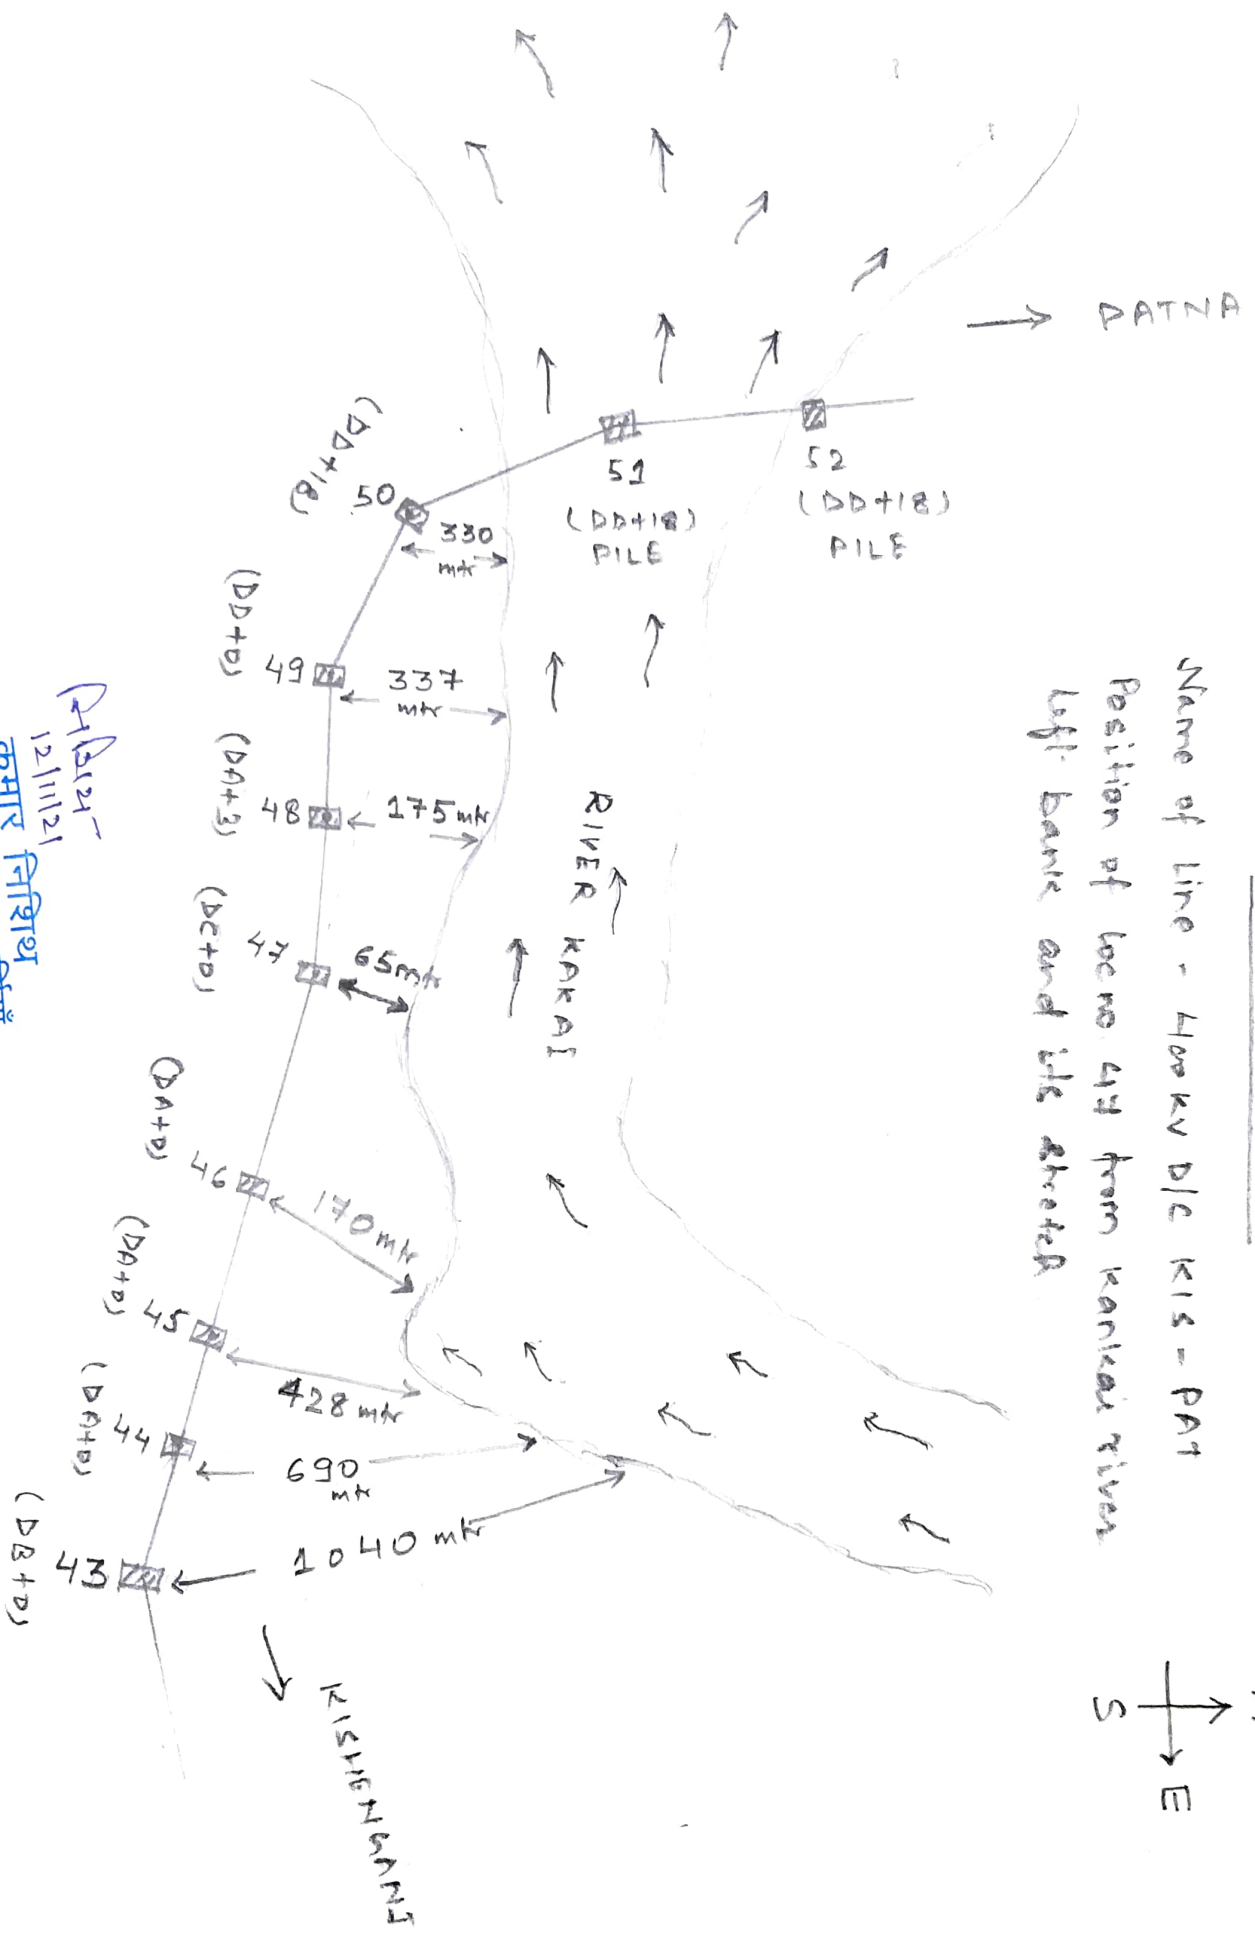 Name of Line - 400 KV D/C KIS - PAT
Position of Loc no. 47 from Kankai river
left bank and its stretch
N
S
E
PATNA
52
(DD+18)
PILE
51
(DD+18)
PILE
50
(DD+18)
330
mtr
49
(DD+0)
337
mtr
48
(DA+3)
175 mtr
RIVER KAKAI
47
(DC+0)
65 mtr
46
(DA+0)
170 mtr
45
(DA+0)
428 mtr
44
(DA+0)
690
mtr
43
(DB+0)
1040 mtr
KISHENGANJ
12/11/21
कुमार निशिथ